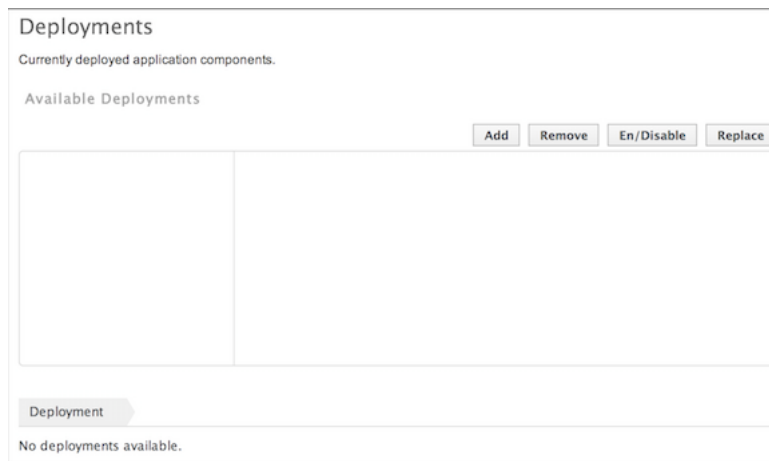 Deployments
Currently deployed application components.
Available Deployments
Add Remove En/Disable Replace
Deployment
No deployments available.